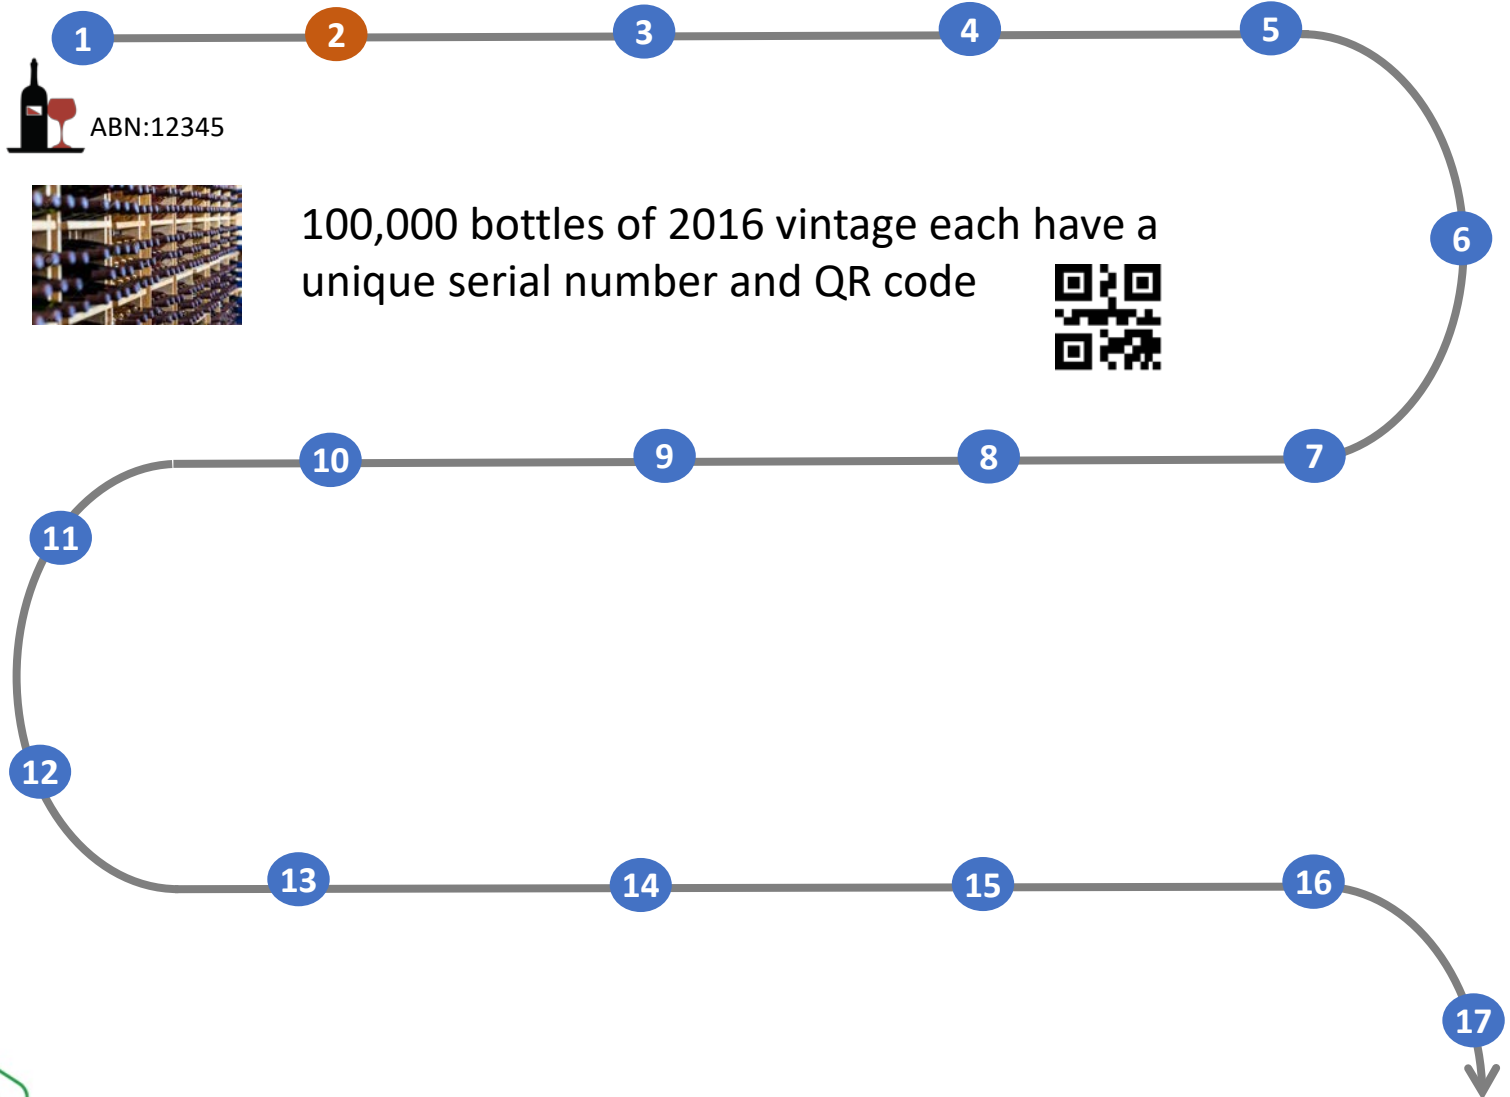 1 2 3 4 5
ABN:12345
100,000 bottles of 2016 vintage each have a
unique serial number and QR code
6
10 9 8 7
11
12
13 14 15 16
17